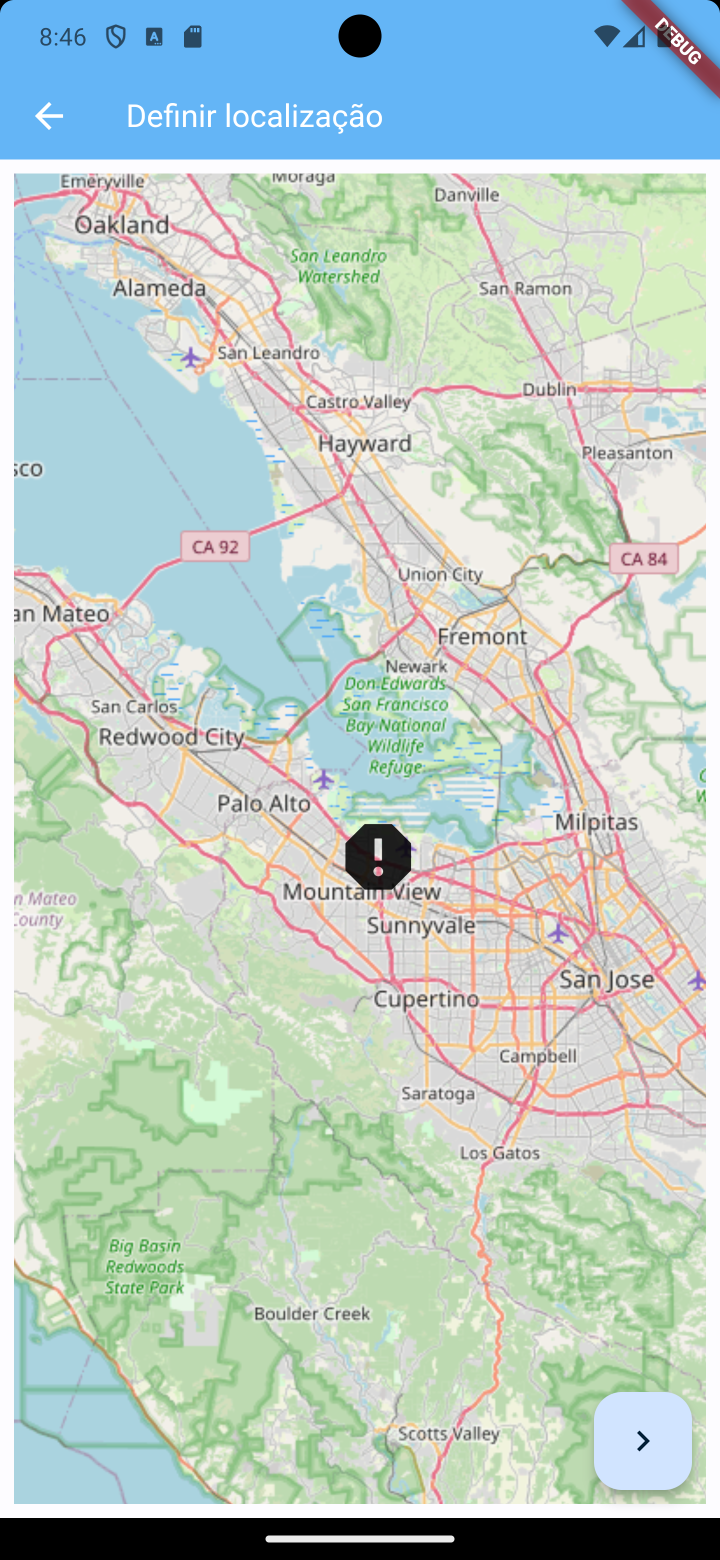 8:46
DEBUG
Definir localização
Emeryville
Moraga
Danville
Oakland
San Leandro
Watershed
Alameda
San Ramon
San Leandro
Dublin
Castro Valley
Hayward
Pleasanton
sco
CA 92
CA 84
Union City
an Mateo
Fremont
Newark
Don Edwards
San Francisco
Bay National
Wildlife
Refuge
San Carlos
Redwood City
Palo Alto
Milpitas
Mountain View
n Mateo
County
Sunnyvale
San Jose
Cupertino
Campbell
Saratoga
Los Gatos
Big Basin
Redwoods
State Park
Boulder Creek
Scotts Valley